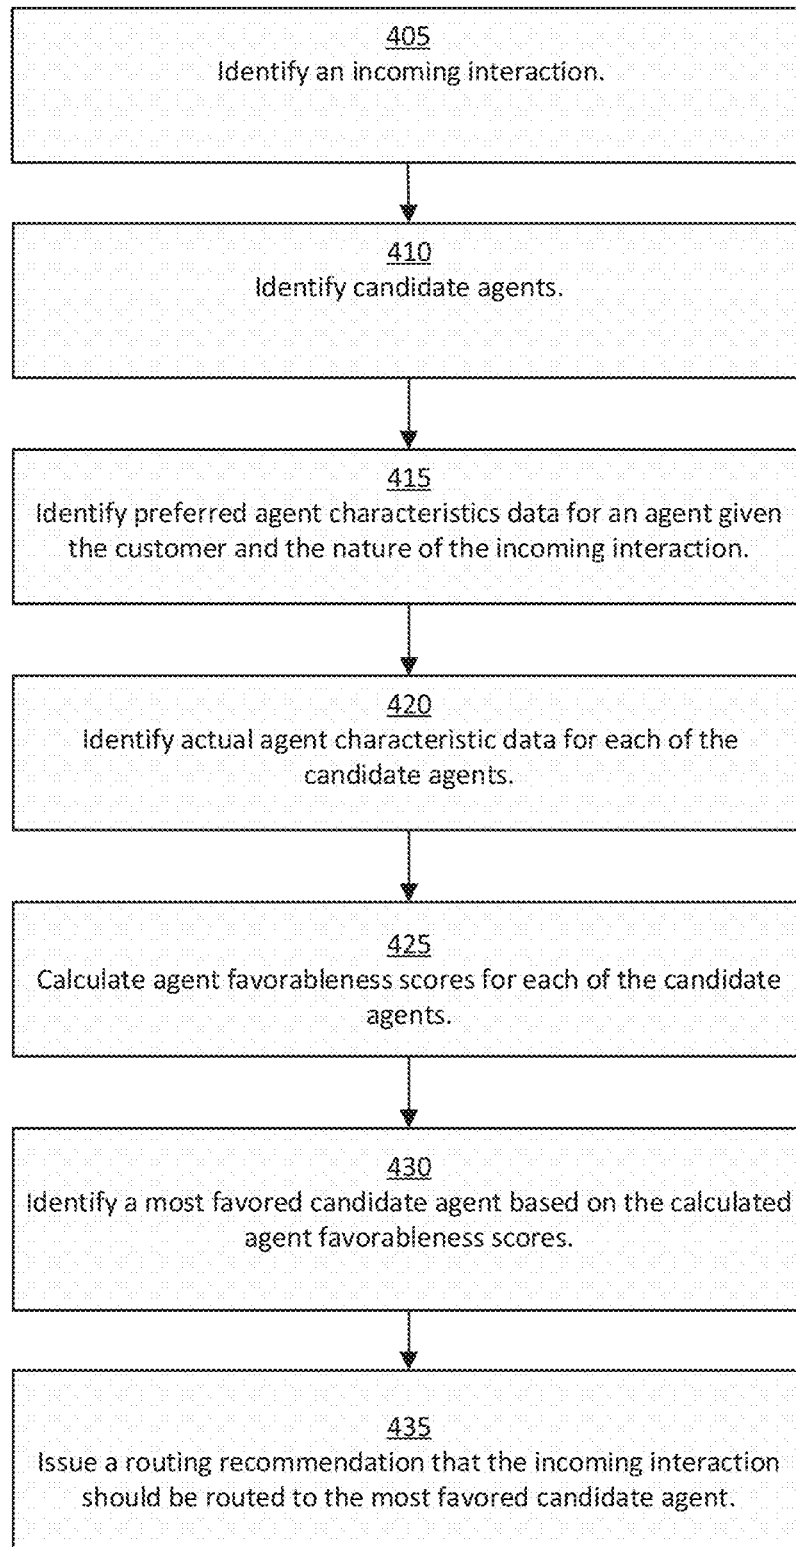 405
Identify an incoming interaction.
410
Identify candidate agents.
415
Identify preferred agent characteristics data for an agent given
the customer and the nature of the incoming interaction.
420
Identify actual agent characteristic data for each of the
candidate agents.
425
Calculate agent favorableness scores for each of the candidate
agents.
430
Identify a most favored candidate agent based on the calculated
agent favorableness scores.
435
Issue a routing recommendation that the incoming interaction
should be routed to the most favored candidate agent.